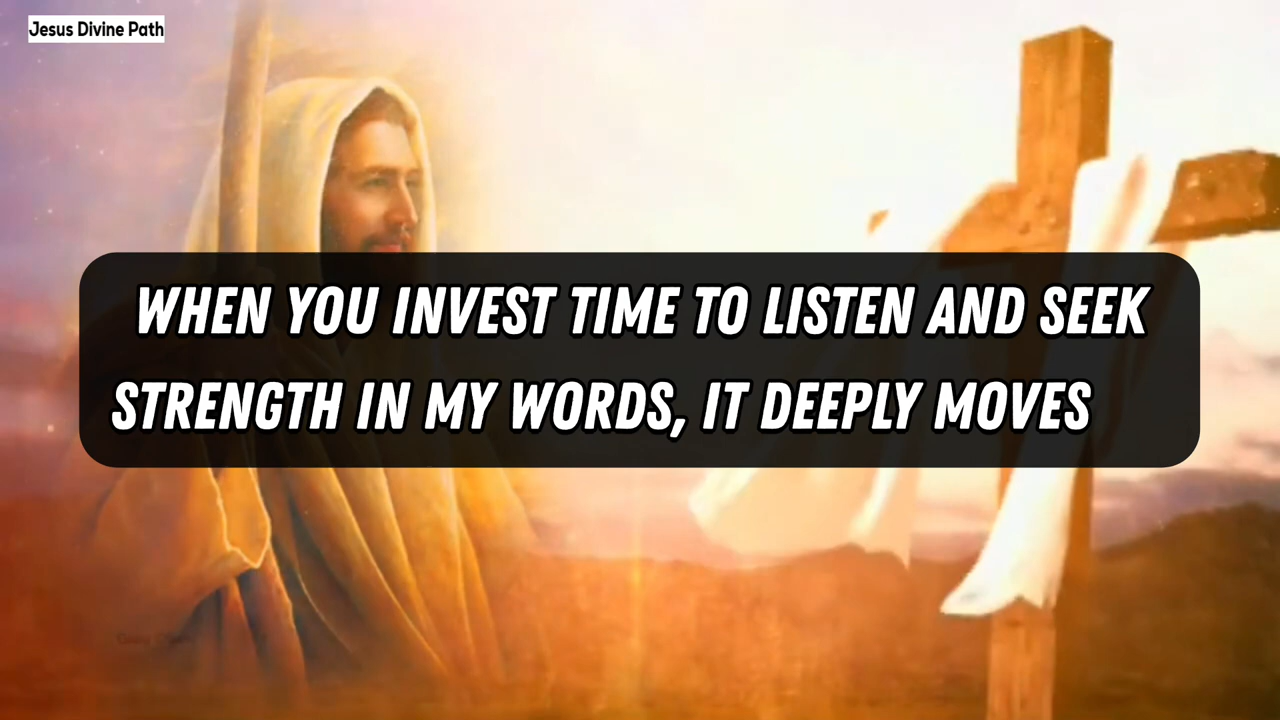 Jesus Divine Path
WHEN YOU INVEST TIME TO LISTEN AND SEEK
STRENGTH IN MY WORDS, IT DEEPLY MOVES